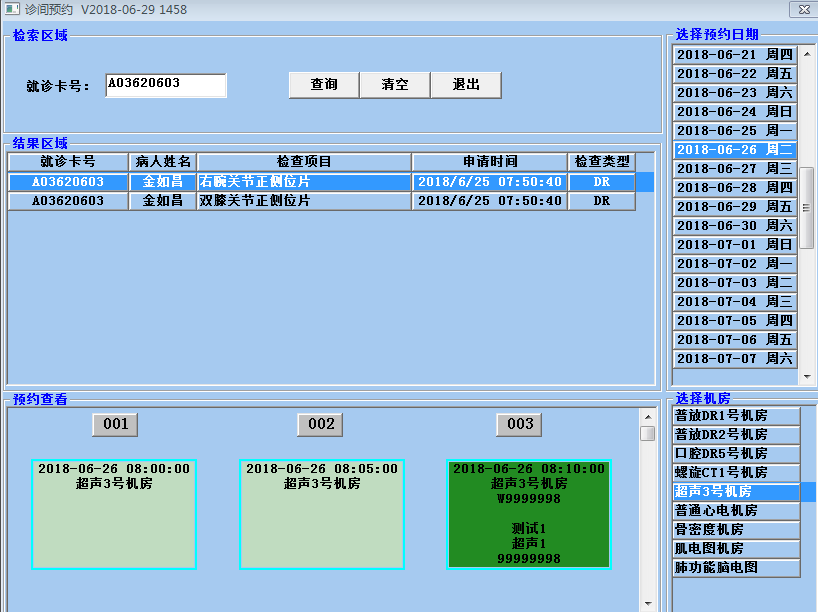 诊间预约 V2018-06-29 1458
检索区域
就诊卡号: A03620603 查询 清空 退出
结果区域
就诊卡号 病人姓名 检查项目 申请时间 检查类型
A03620603 金如昌 右腕关节正侧位片 2018/6/25 07:50:40 DR
A03620603 金如昌 双膝关节正侧位片 2018/6/25 07:50:40 DR
选择预约日期
2018-06-21 周四
2018-06-22 周五
2018-06-23 周六
2018-06-24 周日
2018-06-25 周一
2018-06-26 周二
2018-06-27 周三
2018-06-28 周四
2018-06-29 周五
2018-06-30 周六
2018-07-01 周日
2018-07-02 周一
2018-07-03 周二
2018-07-04 周三
2018-07-05 周四
2018-07-06 周五
2018-07-07 周六
预约查看
001
2018-06-26 08:00:00
超声3号机房
002
2018-06-26 08:05:00
超声3号机房
003
2018-06-26 08:10:00
超声3号机房
W9999998
测试1
超声1
99999998
选择机房
普放DR1号机房
普放DR2号机房
口腔DR5号机房
螺旋CT1号机房
超声3号机房
普通心电机房
骨密度机房
肌电图机房
肺功能脑电图